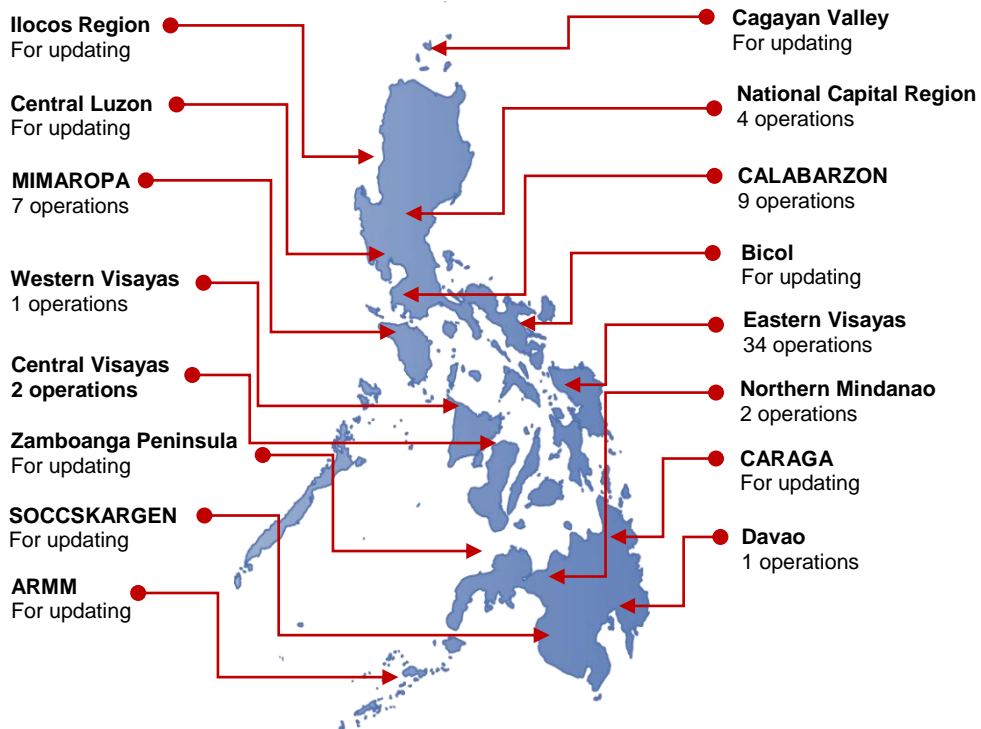 Ilocos Region
For updating
Central Luzon
For updating
MIMAROPA
7 operations
Western Visayas
1 operations
Central Visayas
2 operations
Zamboanga Peninsula
For updating
SOCCSKARGEN
For updating
ARMM
For updating
Cagayan Valley
For updating
National Capital Region
4 operations
CALABARZON
9 operations
Bicol
For updating
Eastern Visayas
34 operations
Northern Mindanao
2 operations
CARAGA
For updating
Davao
1 operations